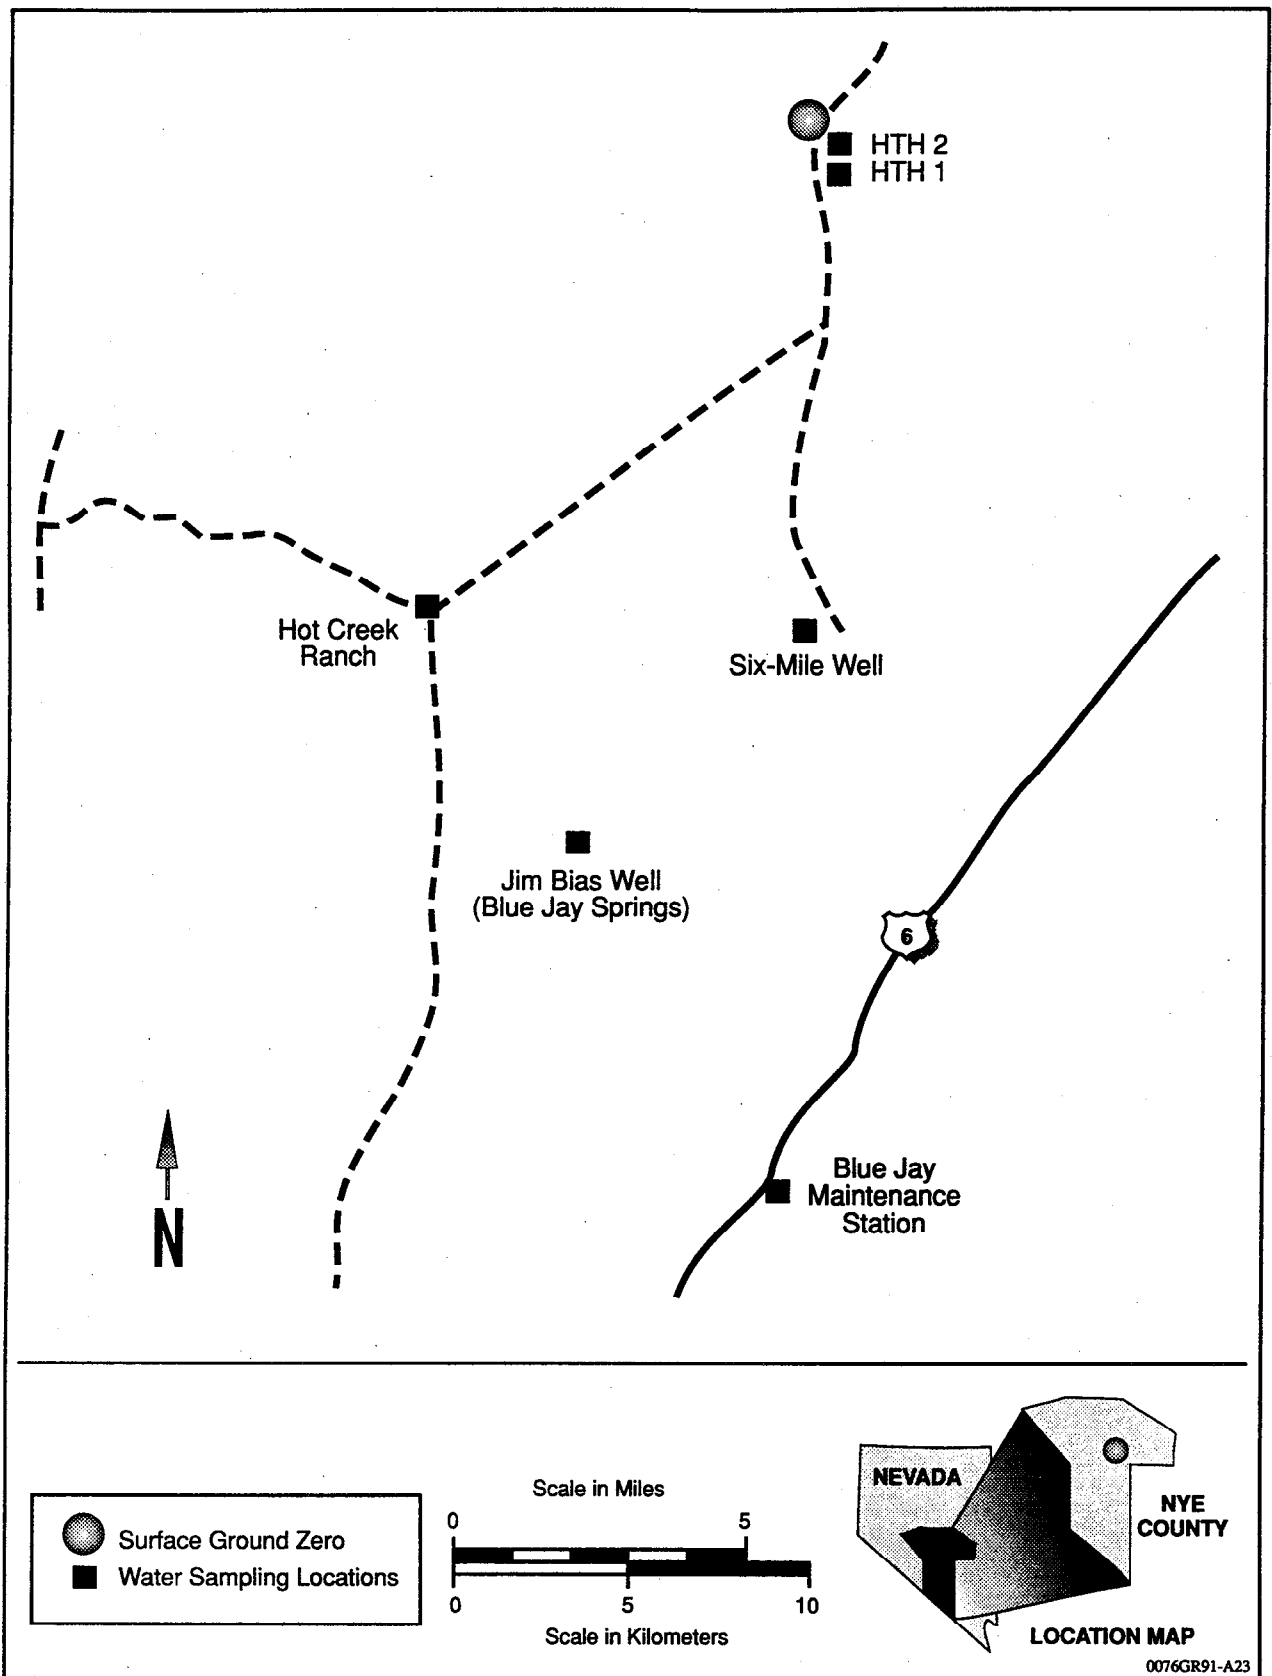 HTH 2
HTH 1
Hot Creek
Ranch
Six-Mile Well
Jim Bias Well
(Blue Jay Springs)
6
Blue Jay
Maintenance
Station
N
Surface Ground Zero
Water Sampling Locations
Scale in Miles
0 5
0 5 10
Scale in Kilometers
NEVADA
NYE
COUNTY
LOCATION MAP
0076GR91-A23